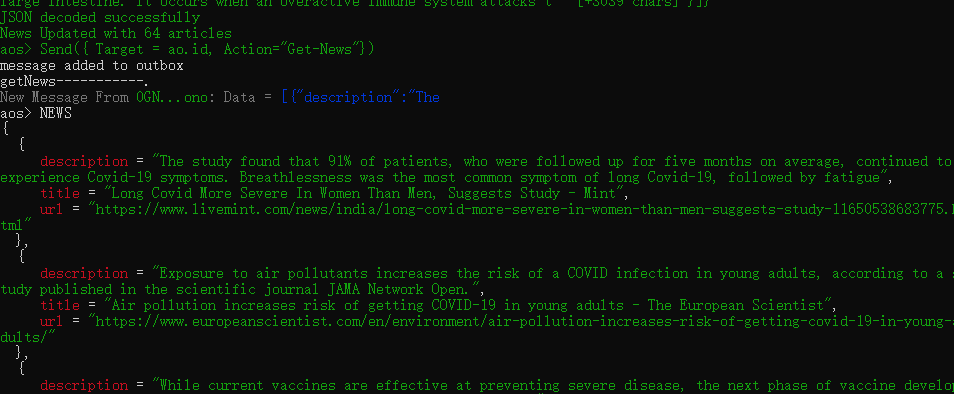 large intestine. It occurs when an overactive immune system attacks t   [+3039 chars] }]}
JSON decoded successfully
News Updated with 64 articles
aos> Send({ Target = ao.id, Action="Get-News"})
message added to outbox
getNews-----------.
New Message From OGN...ono: Data = [{"description":"The
aos> NEWS
{
{
description = "The study found that 91% of patients, who were followed up for five months on average, continued to
experience Covid-19 symptoms. Breathlessness was the most common symptom of long Covid-19, followed by fatigue",
title = "Long Covid More Severe In Women Than Men, Suggests Study - Mint",
url = "https://www.livemint.com/news/india/long-covid-more-severe-in-women-than-men-suggests-study-11650538683775.h
tml"
},
{
description = "Exposure to air pollutants increases the risk of a COVID infection in young adults, according to a s
tudy published in the scientific journal JAMA Network Open.",
title = "Air pollution increases risk of getting COVID-19 in young adults - The European Scientist",
url = "https://www.europeanscientist.com/en/environment/air-pollution-increases-risk-of-getting-covid-19-in-young-a
dults/"
},
{
description = "While current vaccines are effective at preventing severe disease, the next phase of vaccine develop